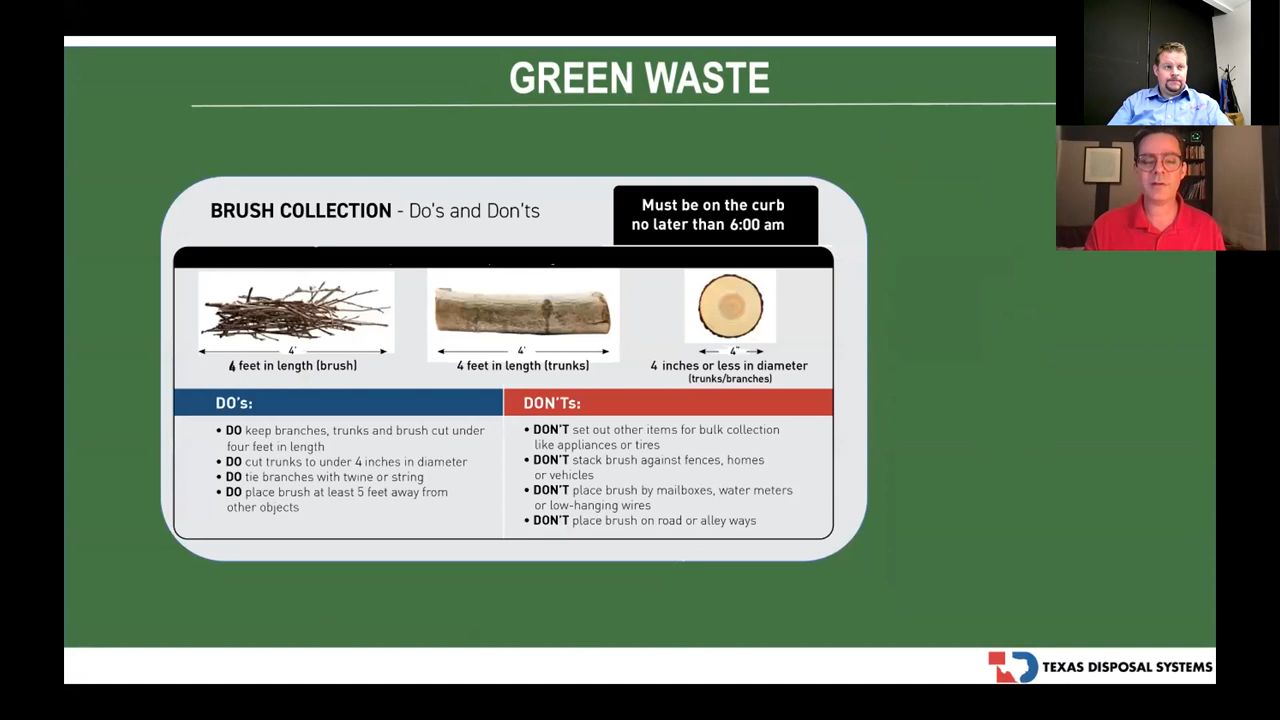 GREEN WASTE
BRUSH COLLECTION - Do's and Don'ts
Must be on the curb
no later than 6:00 am
4'
4 feet in length (brush)
4'
4 feet in length (trunks)
4"
4 inches or less in diameter
(trunks/branches)
DO's:
• DO keep branches, trunks and brush cut under
four feet in length
• DO cut trunks to under 4 inches in diameter
• DO tie branches with twine or string
• DO place brush at least 5 feet away from
other objects
DON'Ts:
• DON'T set out other items for bulk collection
like appliances or tires
• DON'T stack brush against fences, homes
or vehicles
• DON'T place brush by mailboxes, water meters
or low-hanging wires
• DON'T place brush on road or alley ways
TEXAS DISPOSAL SYSTEMS